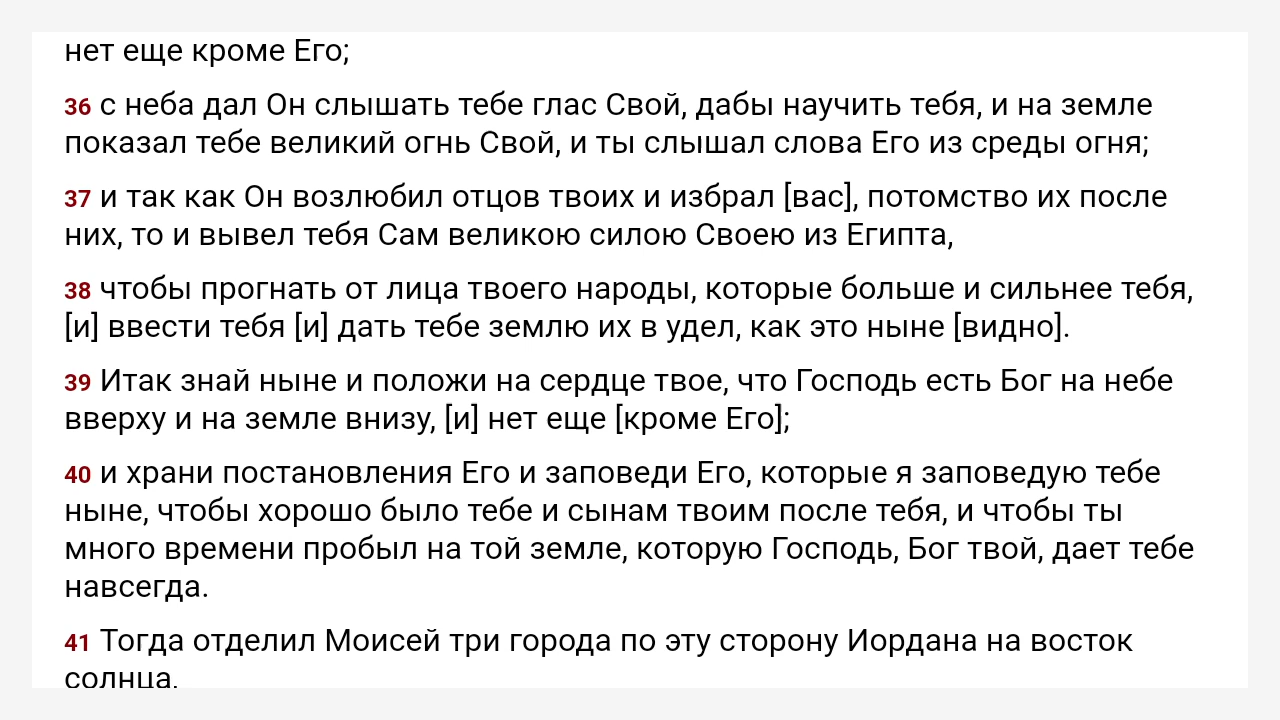 нет еще кроме Его;
36 с неба дал Он слышать тебе глас Свой, дабы научить тебя, и на земле
показал тебе великий огнь Свой, и ты слышал слова Его из среды огня;
37 и так как Он возлюбил отцов твоих и избрал [вас], потомство их после
них, то и вывел тебя Сам великою силою Своею из Египта,
38 чтобы прогнать от лица твоего народы, которые больше и сильнее тебя,
[и] ввести тебя [и] дать тебе землю их в удел, как это ныне [видно].
39 Итак знай ныне и положи на сердце твое, что Господь есть Бог на небе
вверху и на земле внизу, [и] нет еще [кроме Его];
40 и храни постановления Его и заповеди Его, которые я заповедую тебе
ныне, чтобы хорошо было тебе и сынам твоим после тебя, и чтобы ты
много времени пробыл на той земле, которую Господь, Бог твой, дает тебе
навсегда.
41 Тогда отделил Моисей три города по эту сторону Иордана на восток
солнца,